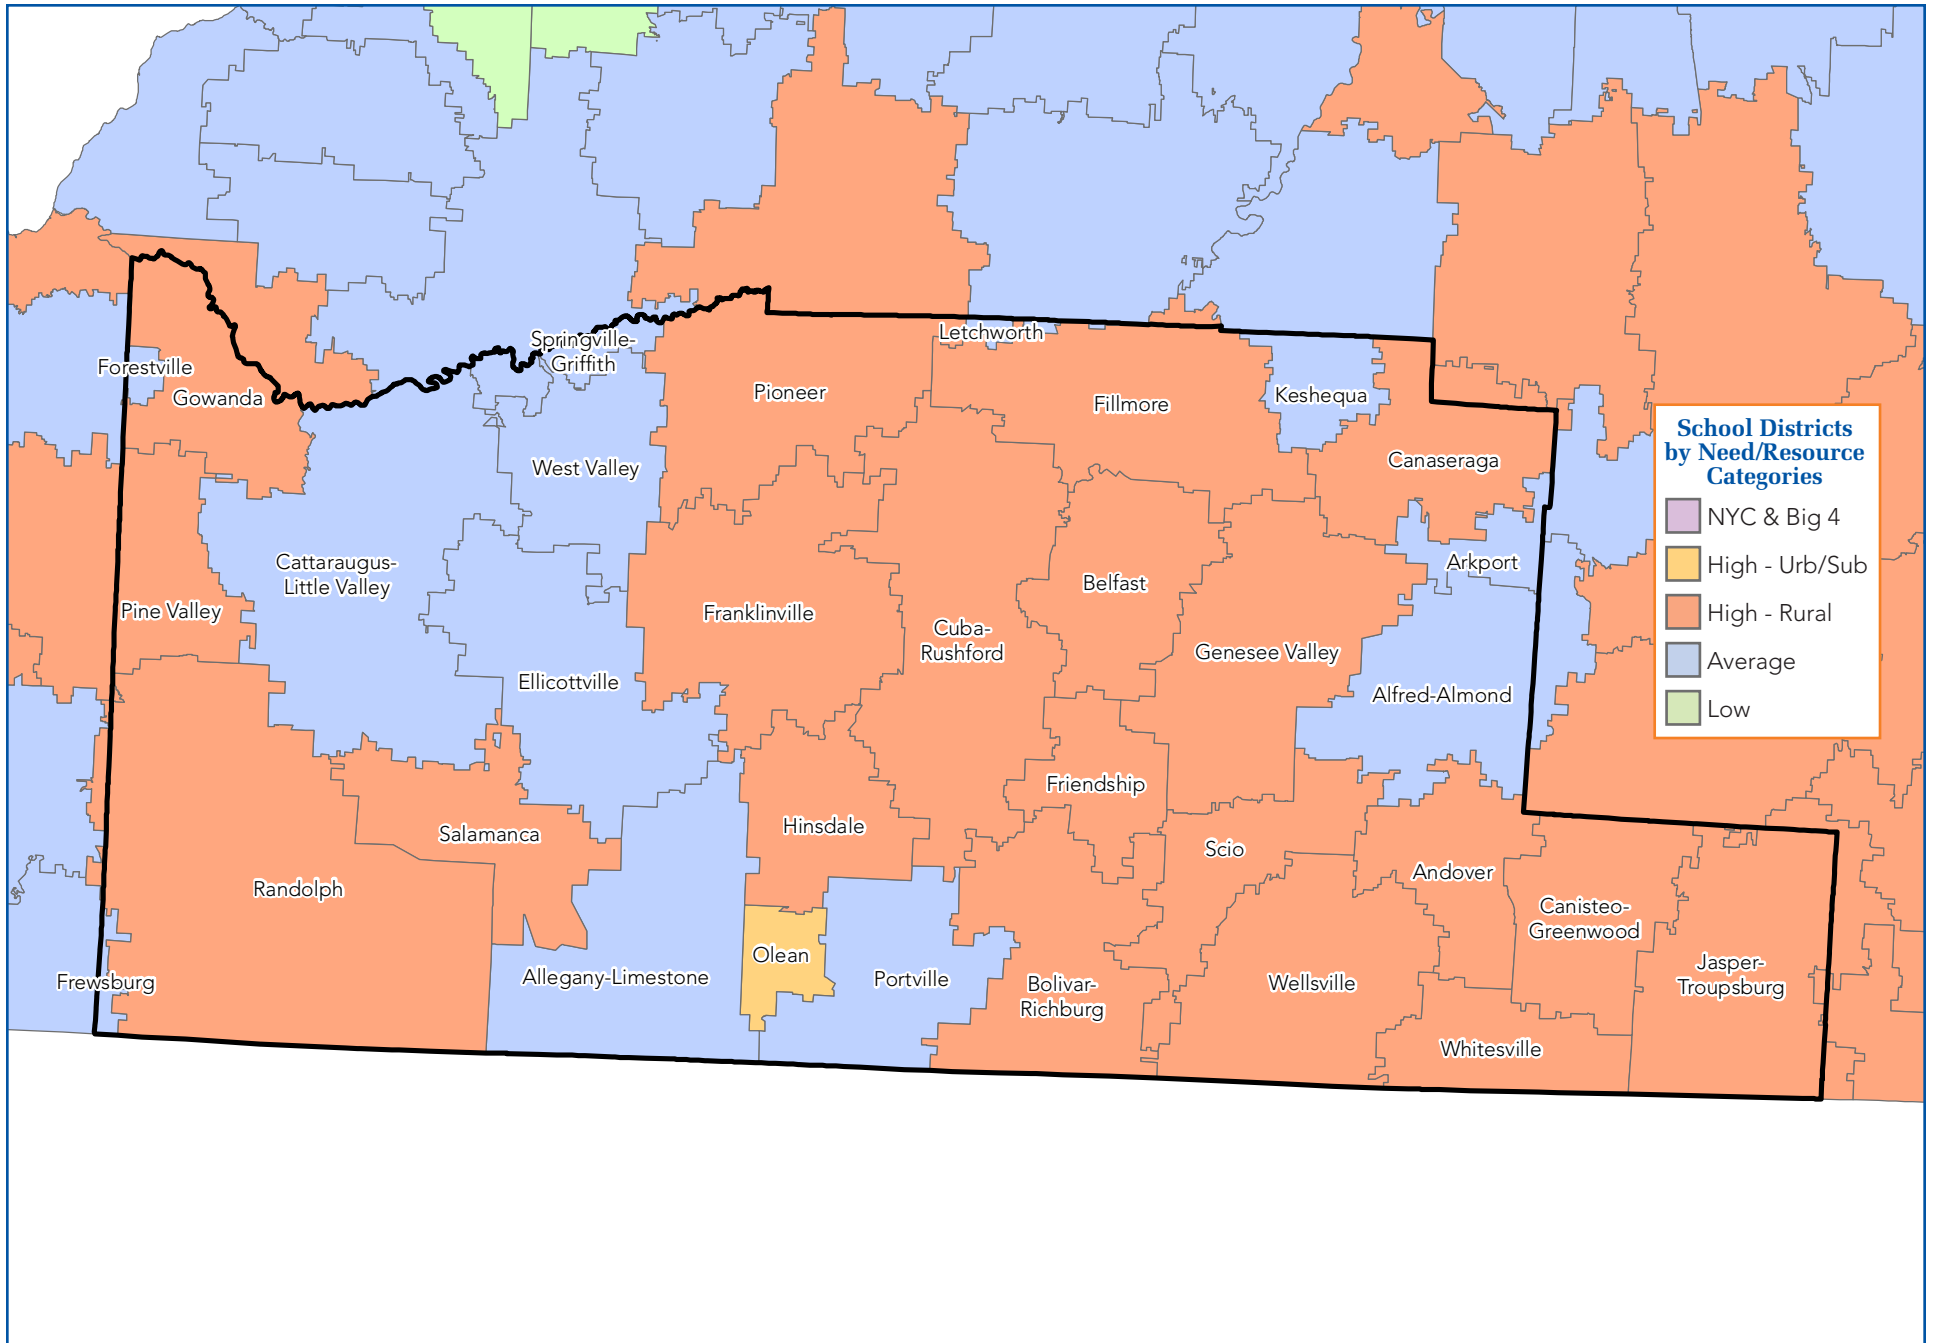 Springville-
Griffith
Letchworth
Forestville
Gowanda
Pioneer
Fillmore
Keshequa
West Valley
Canaseraga
School Districts
by Need/Resource
Categories
NYC & Big 4
High - Urb/Sub
High - Rural
Average
Low
Cattaraugus-
Little Valley
Arkport
Pine Valley
Franklinville
Belfast
Cuba-
Rushford
Genesee Valley
Ellicottville
Alfred-Almond
Friendship
Salamanca
Hinsdale
Scio
Andover
Randolph
Canisteo-
Greenwood
Olean
Frewsburg
Allegany-Limestone
Portville
Bolivar-
Richburg
Wellsville
Jasper-
Troupsburg
Whitesville